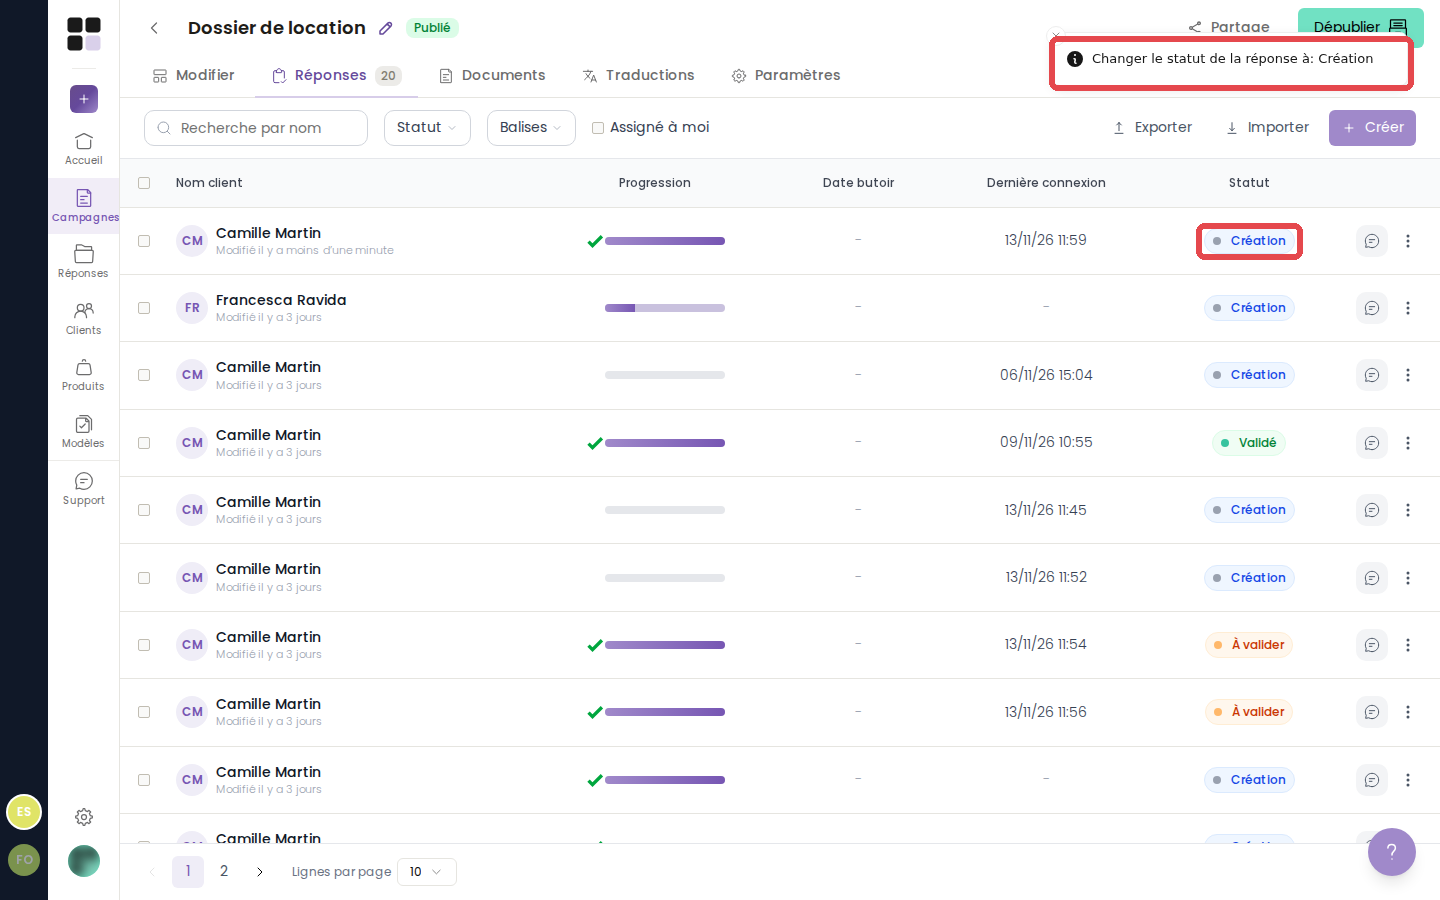 Dossier de location
Publié
Partage
Dépublier
Changer le statut de la réponse à: Création
Modifier
Réponses 20
Documents
Traductions
Paramètres
Recherche par nom
Statut
Balises
Assigné à moi
Exporter
Importer
Créer
Accueil
Campagnes
Réponses
Clients
Produits
Modèles
Support
ES
FO
Nom client
Progression
Date butoir
Dernière connexion
Statut
CM
Camille Martin
Modifié il y a moins d'une minute
-
13/11/26 11:59
Création
FR
Francesca Ravida
Modifié il y a 3 jours
-
-
Création
CM
Camille Martin
Modifié il y a 3 jours
-
06/11/26 15:04
Création
CM
Camille Martin
Modifié il y a 3 jours
-
09/11/26 10:55
Validé
CM
Camille Martin
Modifié il y a 3 jours
-
13/11/26 11:45
Création
CM
Camille Martin
Modifié il y a 3 jours
-
13/11/26 11:52
Création
CM
Camille Martin
Modifié il y a 3 jours
-
13/11/26 11:54
À valider
CM
Camille Martin
Modifié il y a 3 jours
-
13/11/26 11:56
À valider
CM
Camille Martin
Modifié il y a 3 jours
-
-
Création
Camille Martin
1
2
Lignes par page
10
?